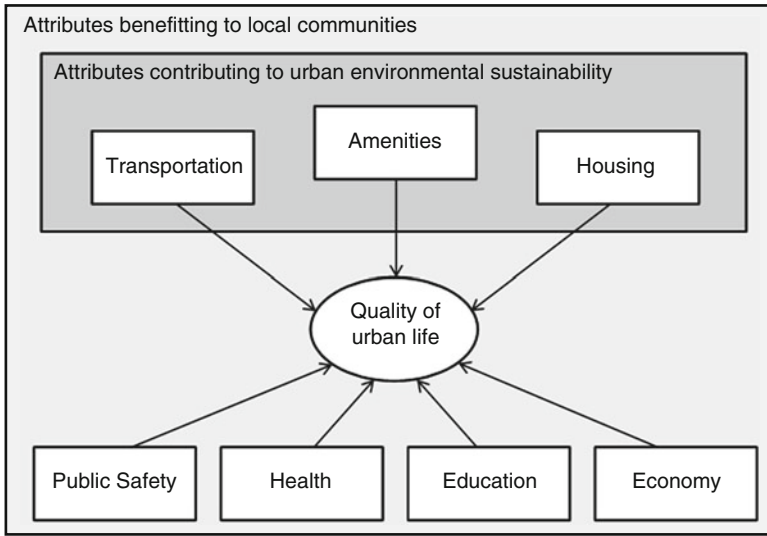 Attributes benefitting to local communities
Attributes contributing to urban environmental sustainability
Transportation
Amenities
Housing
Quality of
urban life
Public Safety
Health
Education
Economy